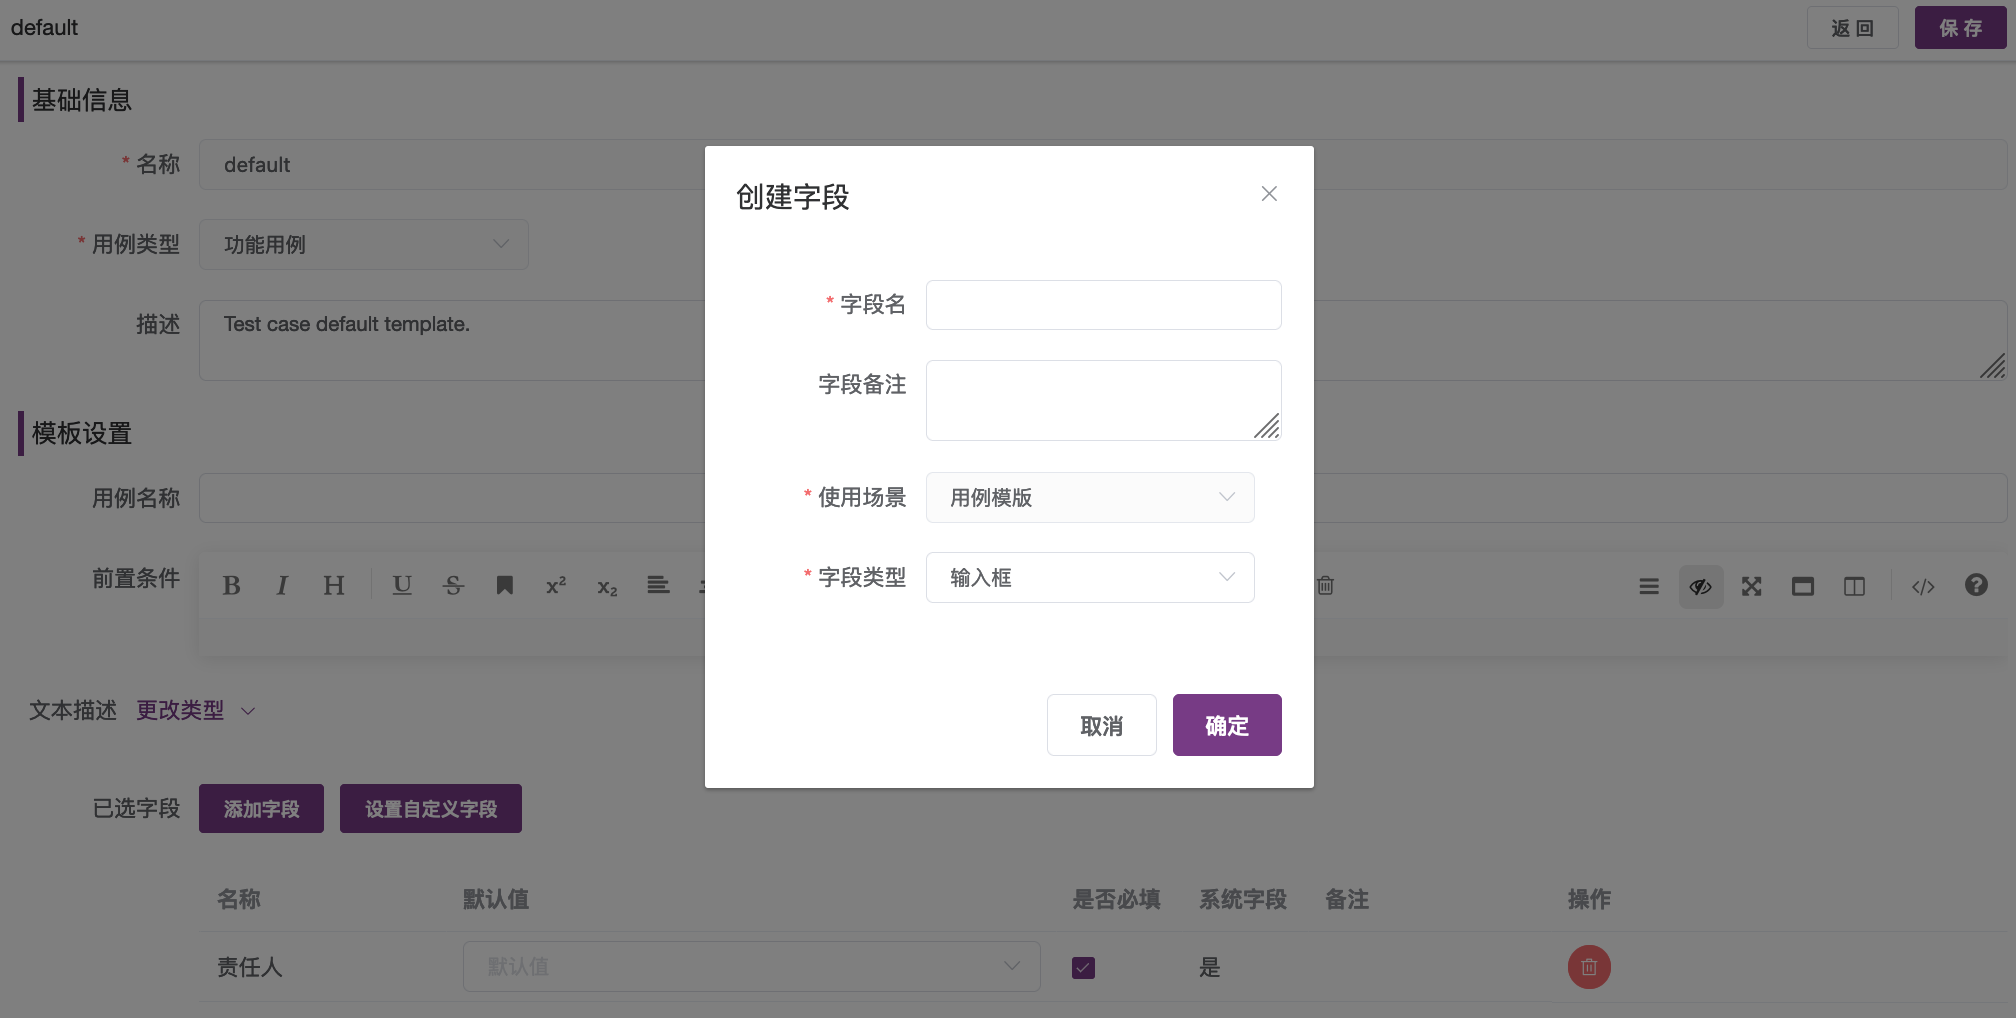 default
返 回
保 存
基础信息
* 名称
default
* 用例类型
功能用例
描述
Test case default template.
模板设置
用例名称
前置条件
B I H U S x² x₂
文本描述 更改类型
已选字段 添加字段 设置自定义字段
名称 默认值 是否必填 系统字段 备注 操作
责任人 默认值 是
创建字段
* 字段名
字段备注
* 使用场景
用例模版
* 字段类型
输入框
取消
确定